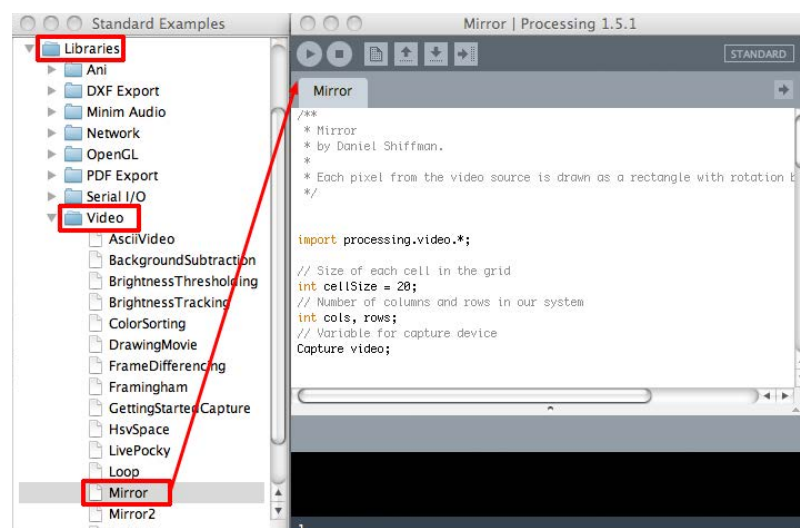 Standard Examples
Libraries
Ani
DXF Export
Minim Audio
Network
OpenGL
PDF Export
Serial I/O
Video
AsciiVideo
BackgroundSubtraction
BrightnessThresholding
BrightnessTracking
ColorSorting
DrawingMovie
FrameDifferencing
Framingham
GettingStartedCapture
HsvSpace
LivePocky
Loop
Mirror
Mirror2
Mirror | Processing 1.5.1
STANDARD
Mirror
/**
* Mirror
* by Daniel Shiffman.
*
* Each pixel from the video source is drawn as a rectangle with rotation b
*/
import processing.video.*;
// Size of each cell in the grid
int cellSize = 20;
// Number of columns and rows in our system
int cols, rows;
// Variable for capture device
Capture video;